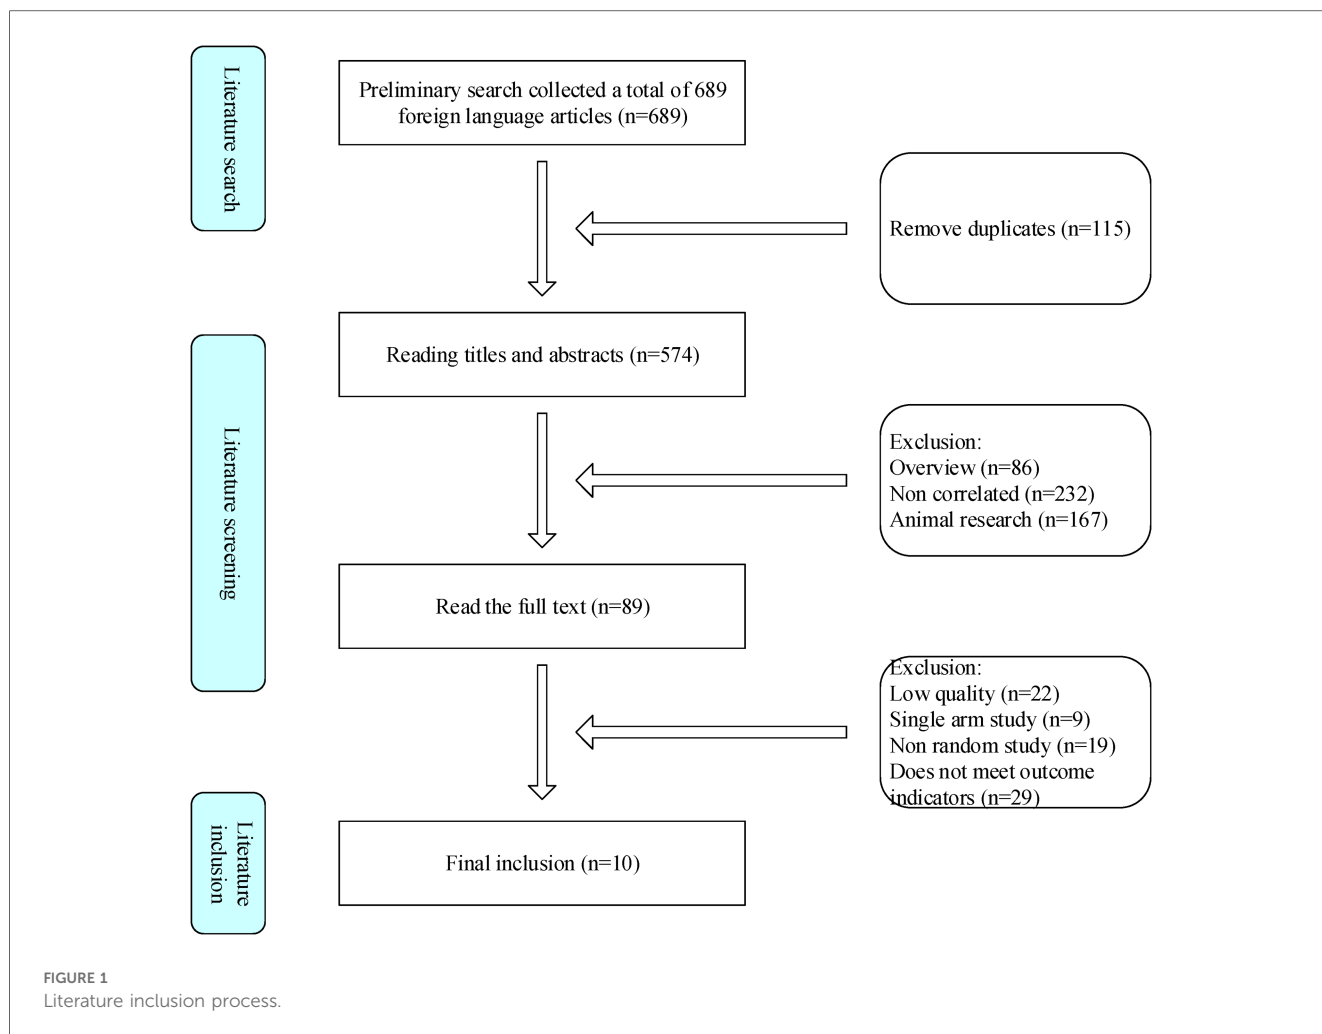 Literature search
Preliminary search collected a total of 689
foreign language articles (n=689)
Remove duplicates (n=115)
Literature screening
Reading titles and abstracts (n=574)
Exclusion:
Overview (n=86)
Non correlated (n=232)
Animal research (n=167)
Read the full text (n=89)
Exclusion:
Low quality (n=22)
Single arm study (n=9)
Non random study (n=19)
Does not meet outcome
indicators (n=29)
Literature
inclusion
Final inclusion (n=10)
FIGURE 1
Literature inclusion process.